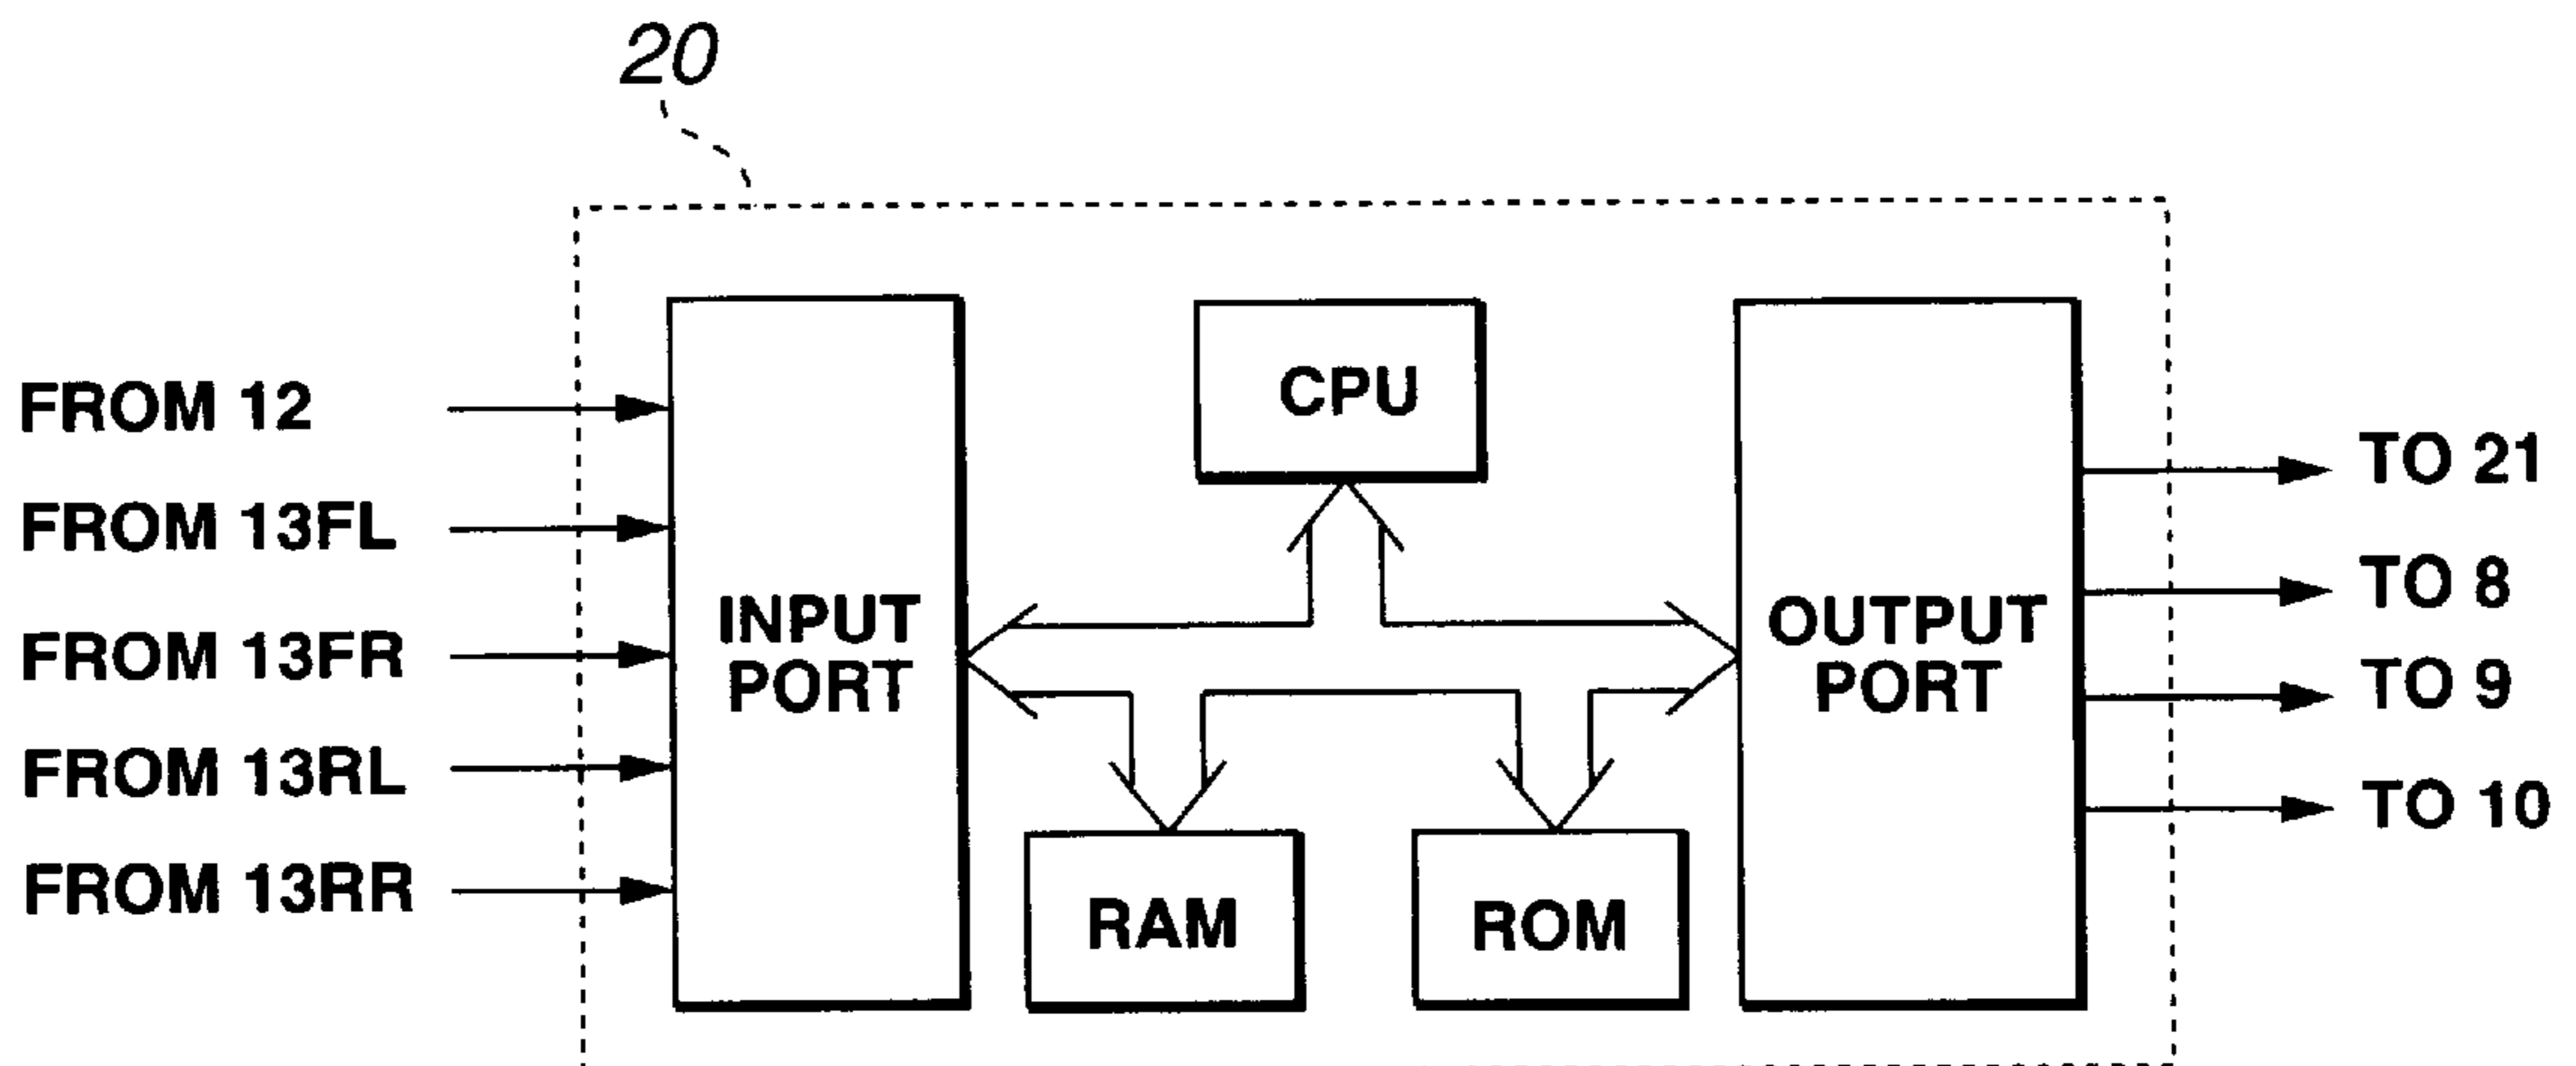 20
FROM 12
FROM 13FL
FROM 13FR
FROM 13RL
FROM 13RR
INPUT
PORT
CPU
RAM
ROM
OUTPUT
PORT
TO 21
TO 8
TO 9
TO 10